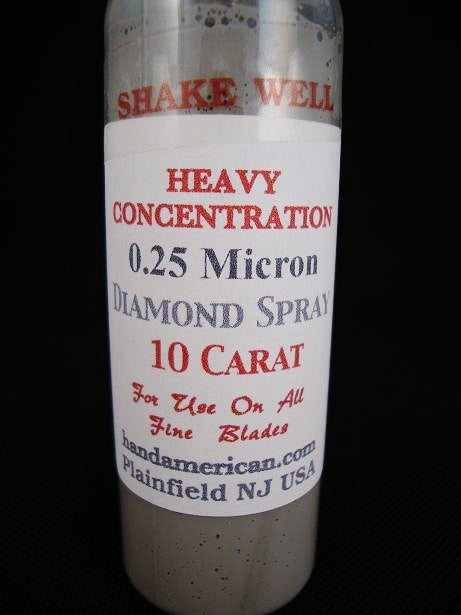 SHAKE WELL
HEAVY
CONCENTRATION
0.25 Micron
DIAMOND SPRAY
10 CARAT
For Use On All
Fine Blades
handamerican.com
Plainfield NJ USA